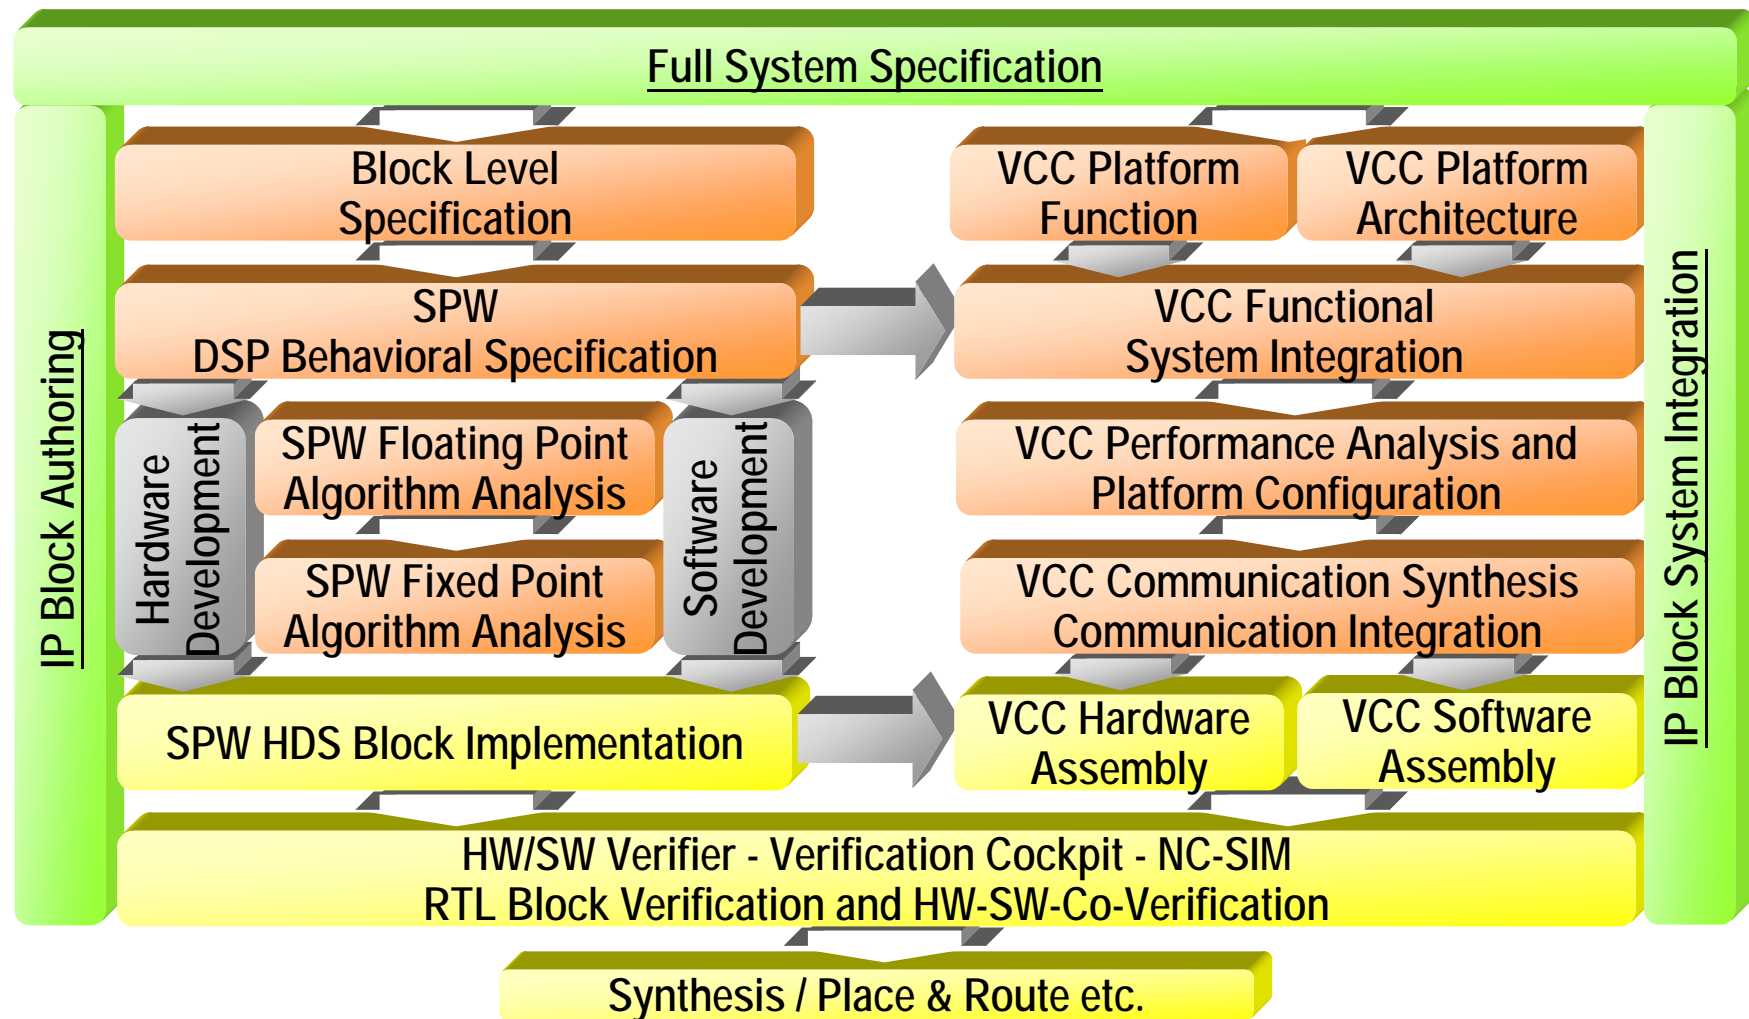 Full System Specification
IP Block Authoring
Block Level
Specification
SPW
DSP Behavioral Specification
Hardware
Development
SPW Floating Point
Algorithm Analysis
SPW Fixed Point
Algorithm Analysis
Software
Development
SPW HDS Block Implementation
VCC Platform
Function
VCC Platform
Architecture
VCC Functional
System Integration
VCC Performance Analysis and
Platform Configuration
VCC Communication Synthesis
Communication Integration
VCC Hardware
Assembly
VCC Software
Assembly
IP Block System Integration
HW/SW Verifier - Verification Cockpit - NC-SIM
RTL Block Verification and HW-SW-Co-Verification
Synthesis / Place & Route etc.